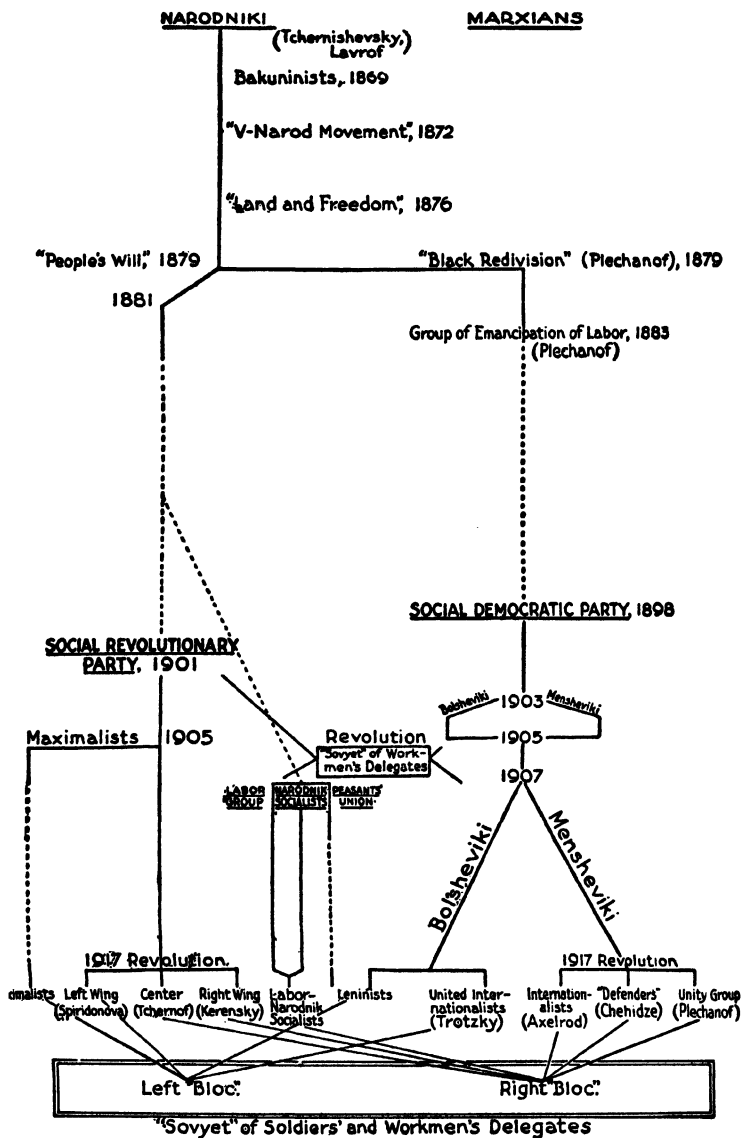 NARODNIKI
MARXIANS
(Tchernishevsky,)
Lavrof
Bakuninists, 1869
"V-Narod Movement," 1872
"Land and Freedom", 1876
"People's Will," 1879
"Black Redivision" (Plechanof), 1879
1881
Group of Emancipation of Labor, 1883
(Plechanof)
SOCIAL DEMOCRATIC PARTY, 1898
SOCIAL REVOLUTIONARY
PARTY, 1901
Bolsheviki
1903
Mensheviki
Maximalists
1905
Revolution
1905
"Sovyet" of Work-
men's Delegates
1907
LABOR
GROUP
NARODNIK
SOCIALISTS
PEASANTS'
UNION
Bolsheviki
Mensheviki
1917 Revolution.
1917 Revolution
Left Wing
(Spiridonova)
Center
(Tchernof)
Right Wing
(Kerensky)
Labor-
Narodnik
Socialists
Leninists
United Inter-
nationalists
(Trotzky)
Internation-
alists
(Axelrod)
"Defenders"
(Chehidze)
Unity Group
(Plechanof)
Left "Bloc".
Right "Bloc".
"Sovyet" of Soldiers' and Workmen's Delegates